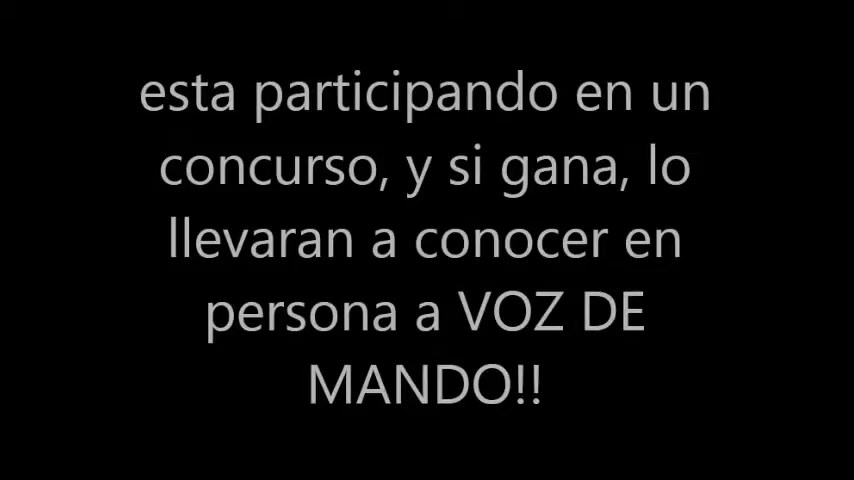 esta participando en un
concurso, y si gana, lo
llevaran a conocer en
persona a VOZ DE
MANDO!!